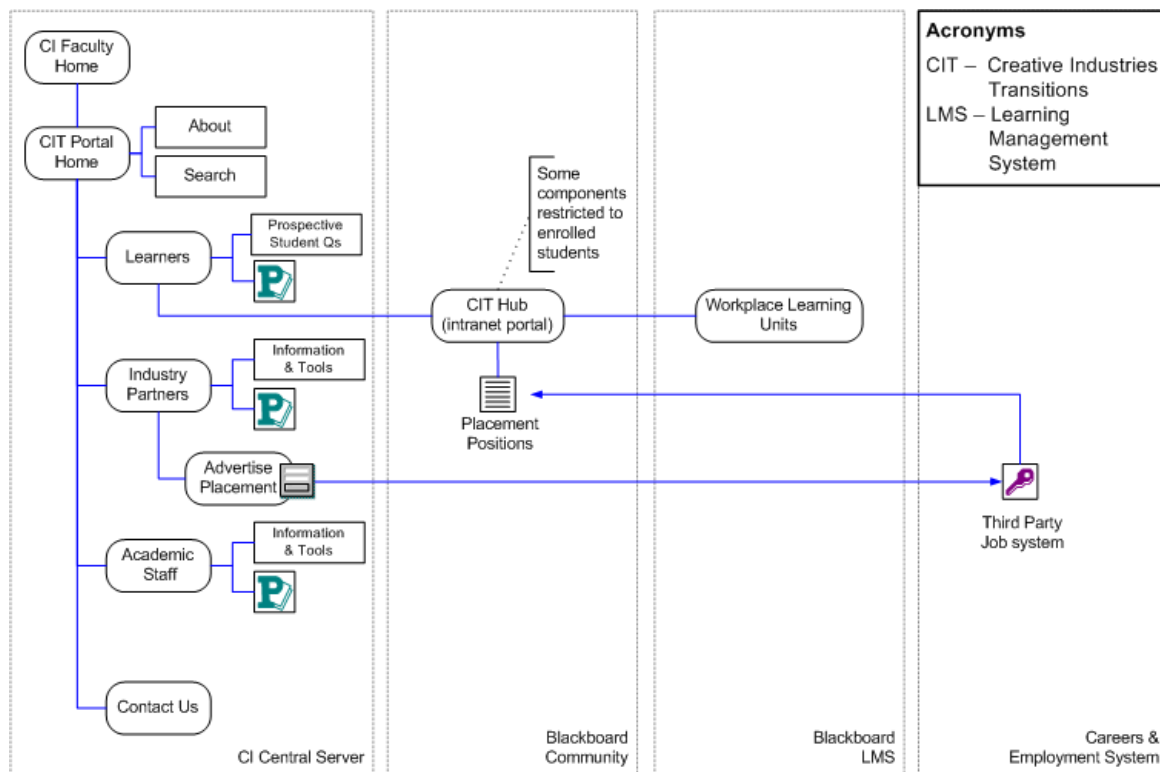 CI Faculty
Home
CIT Portal
Home
About
Search
Learners
Prospective
Student Qs
P
Industry
Partners
Information
& Tools
P
Advertise
Placement
Academic
Staff
Information
& Tools
P
Contact Us
CI Central Server
Some
components
restricted to
enrolled
students
CIT Hub
(intranet portal)
Placement
Positions
Blackboard
Community
Workplace Learning
Units
Blackboard
LMS
Acronyms
CIT – Creative Industries
Transitions
LMS – Learning
Management
System
Third Party
Job system
Careers &
Employment System